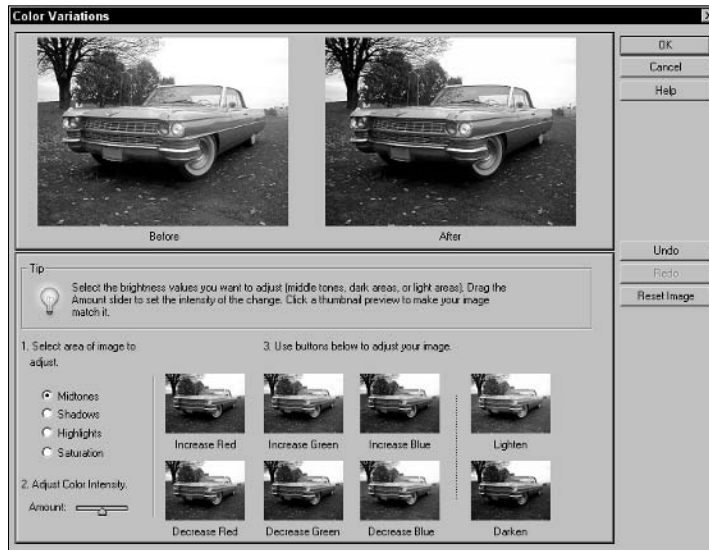 Color Variations
OK
Cancel
Help
Before
After
Undo
Redo
Reset Image
Tip
Select the brightness values you want to adjust (middle tones, dark areas, or light areas). Drag the
Amount slider to set the intensity of the change. Click a thumbnail preview to make your image
match it.
1. Select area of image to
adjust.
Midtones
Shadows
Highlights
Saturation
2. Adjust Color Intensity.
Amount:
3. Use buttons below to adjust your image.
Increase Red
Increase Green
Increase Blue
Lighten
Decrease Red
Decrease Green
Decrease Blue
Darken